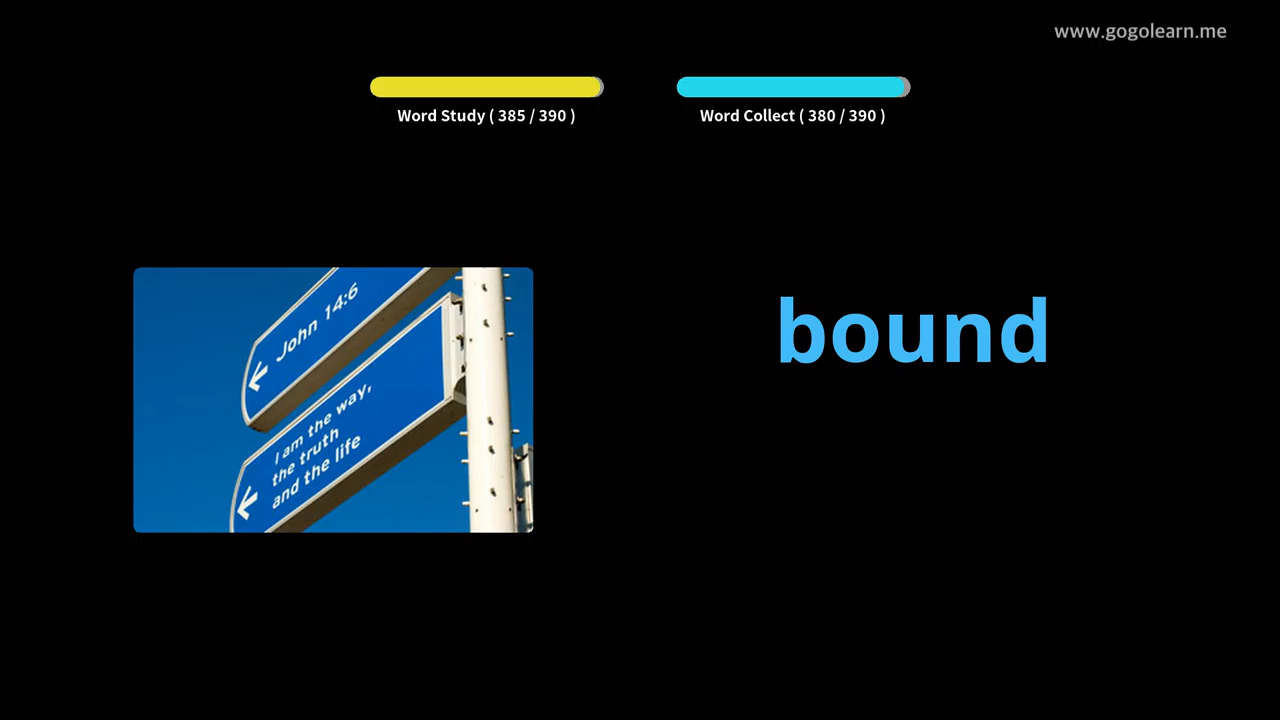 www.gogolearn.me
Word Study ( 385 / 390 )
Word Collect ( 380 / 390 )
John 14:6
I am the way,
the truth
and the life
bound